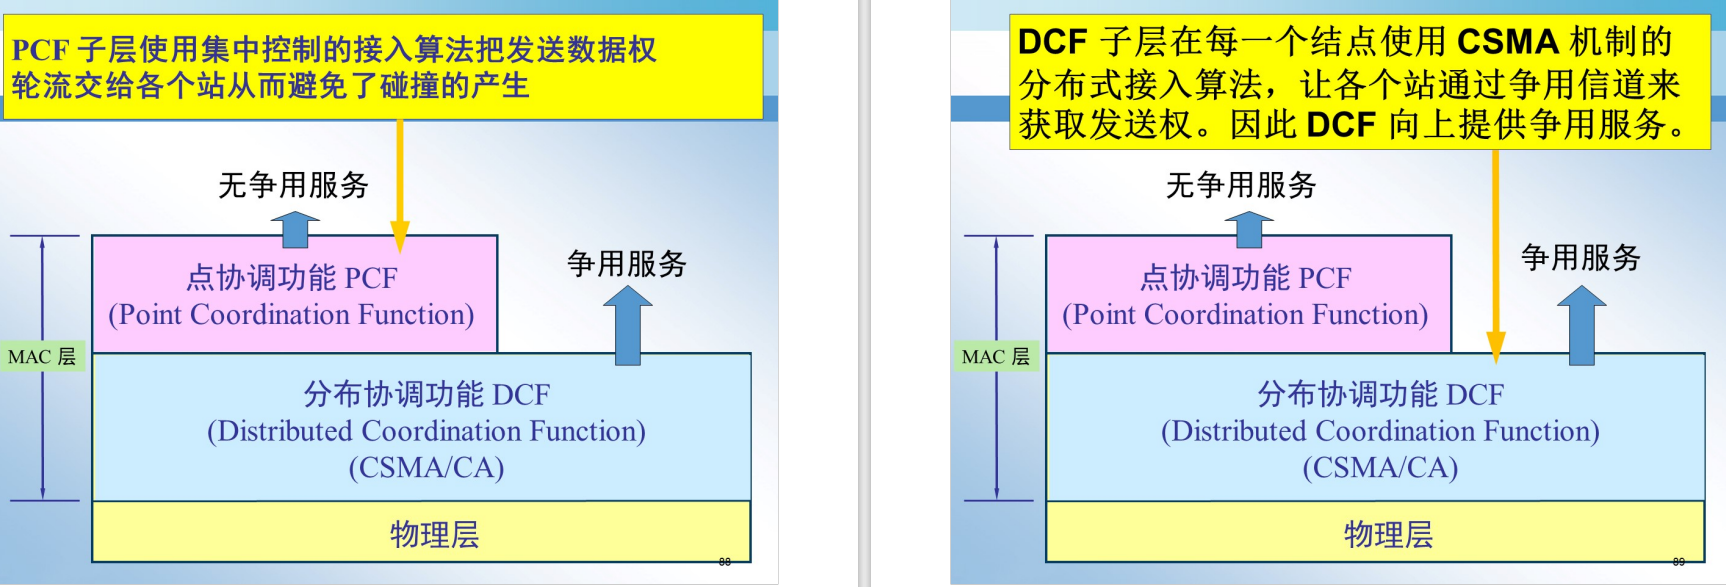 PCF 子层使用集中控制的接入算法把发送数据权
轮流交给各个站从而避免了碰撞的产生
无争用服务
争用服务
点协调功能 PCF
(Point Coordination Function)
MAC 层
分布协调功能 DCF
(Distributed Coordination Function)
(CSMA/CA)
物理层
88
DCF 子层在每一个结点使用 CSMA 机制的
分布式接入算法，让各个站通过争用信道来
获取发送权。因此 DCF 向上提供争用服务。
无争用服务
争用服务
点协调功能 PCF
(Point Coordination Function)
MAC 层
分布协调功能 DCF
(Distributed Coordination Function)
(CSMA/CA)
物理层
89